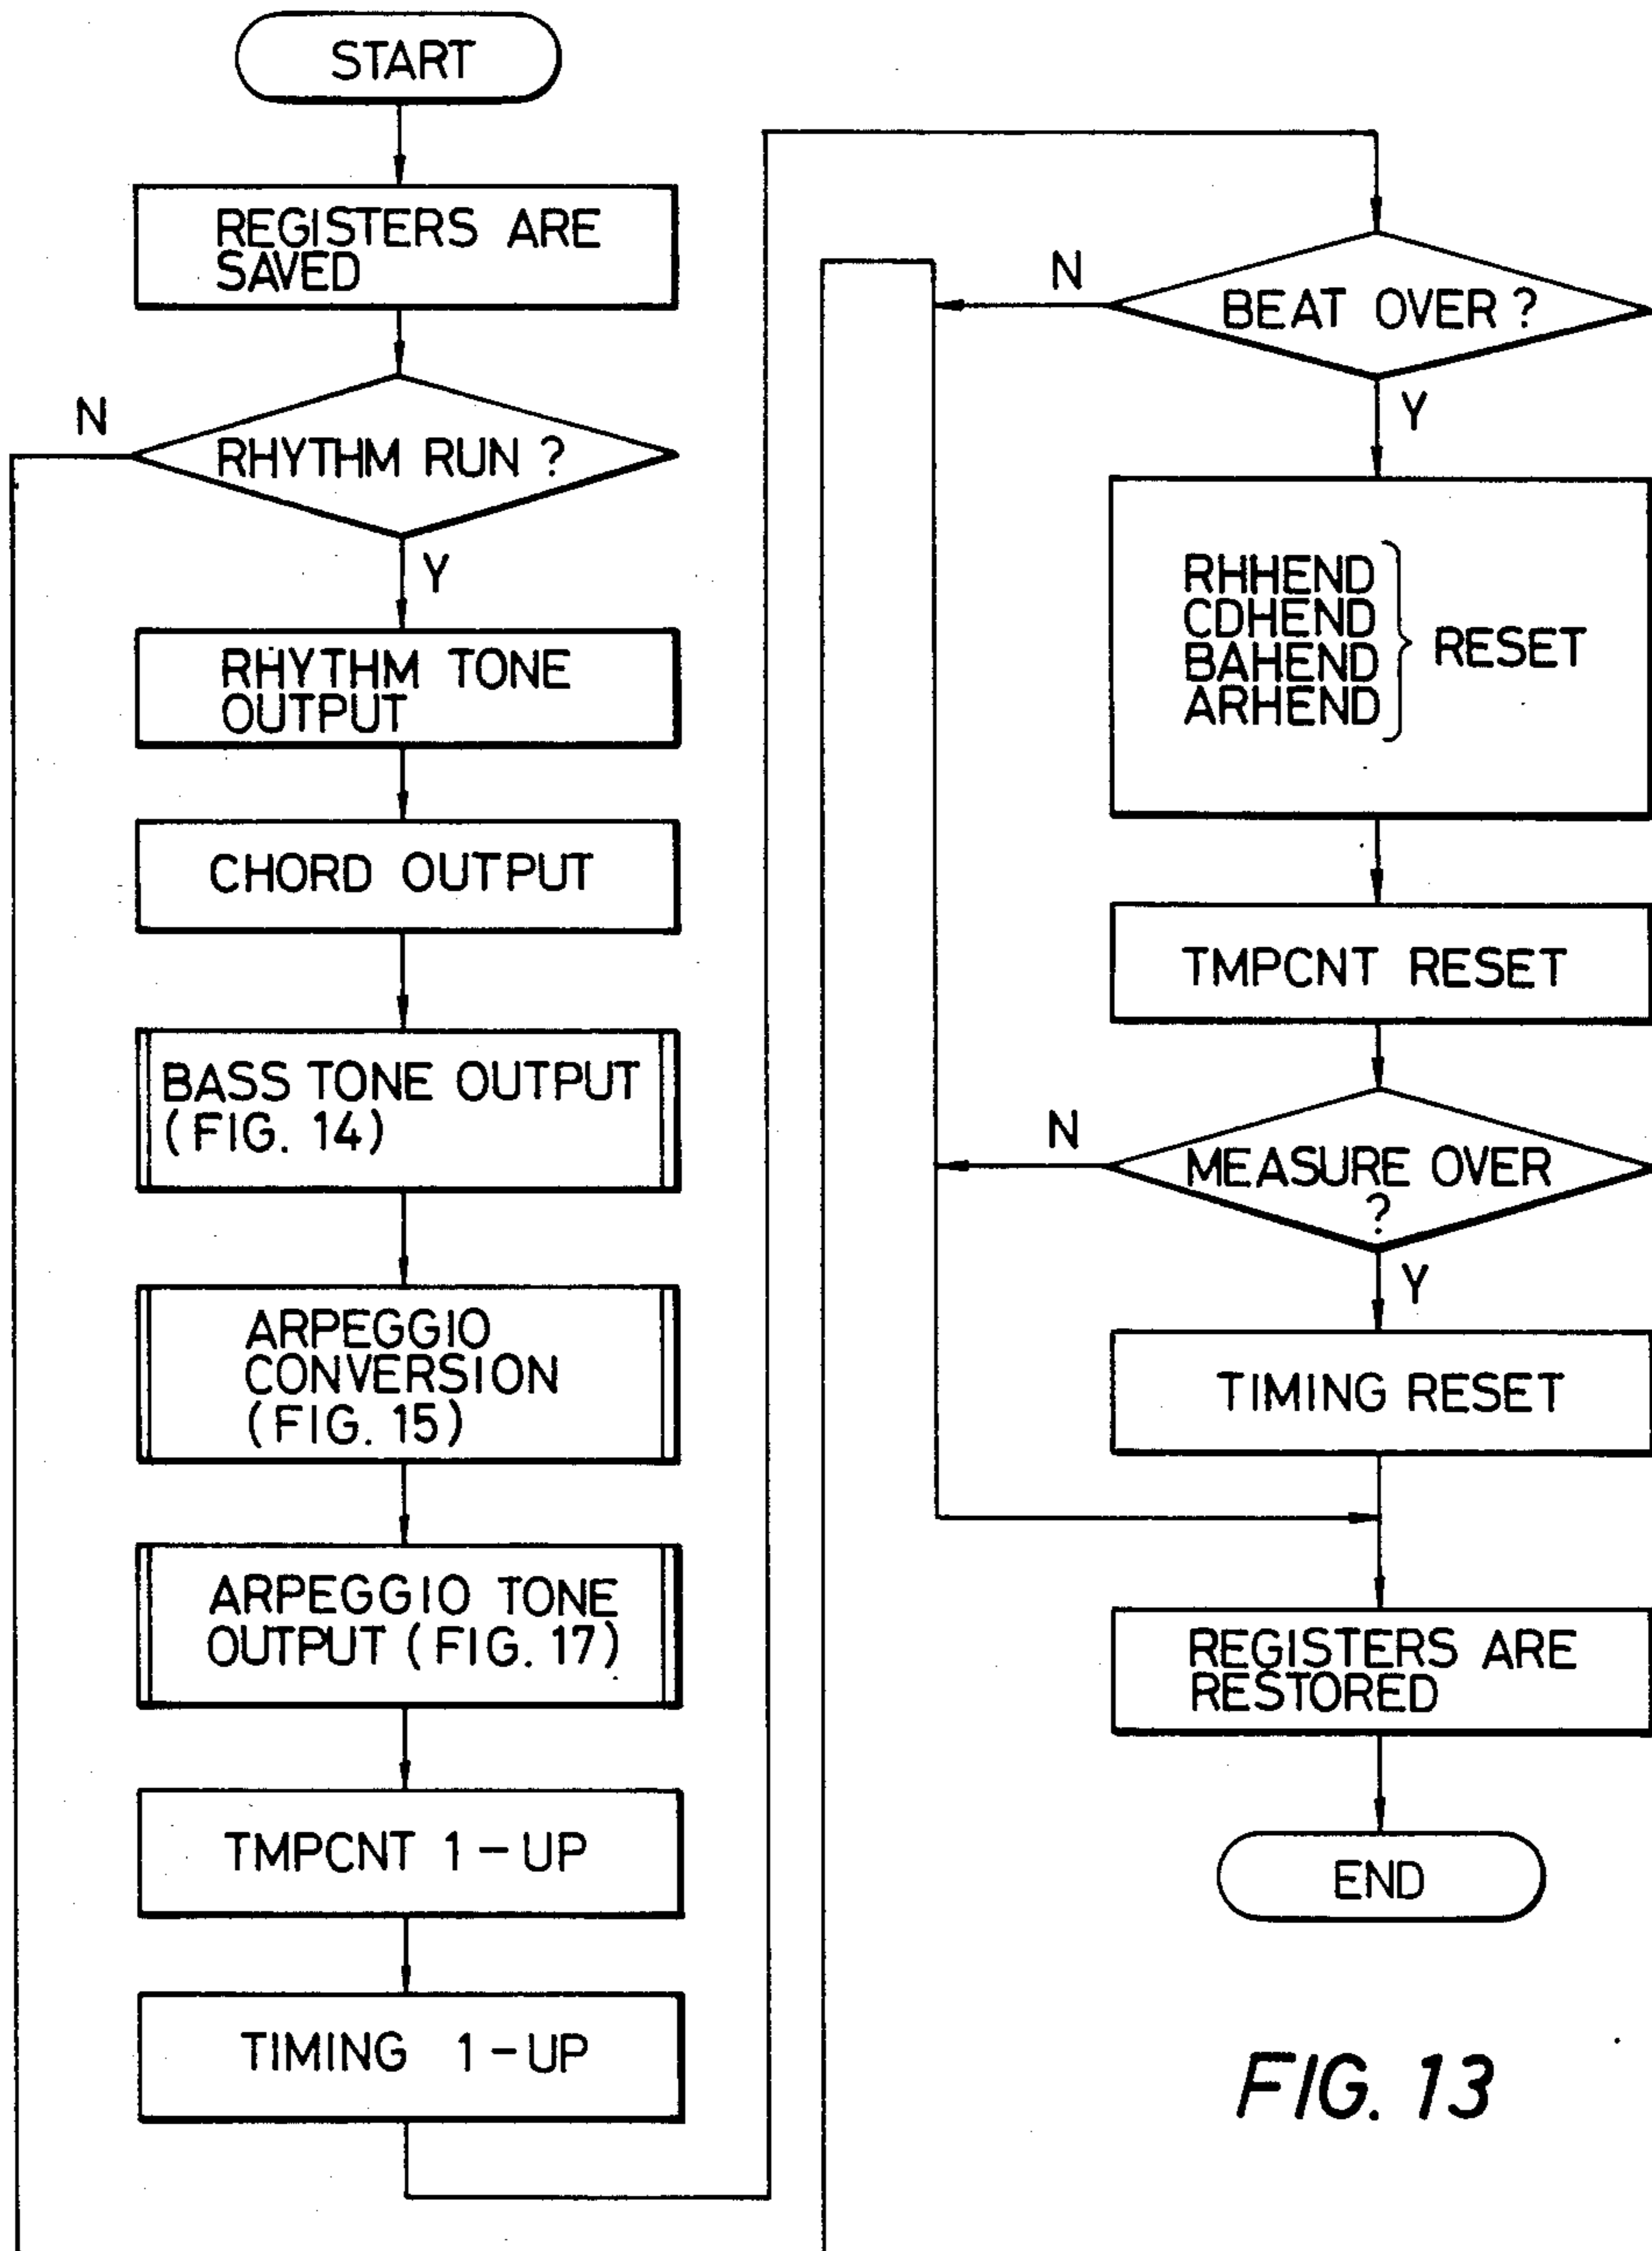 START
REGISTERS ARE
SAVED
N
RHYTHM RUN ?
Y
RHYTHM TONE
OUTPUT
CHORD OUTPUT
BASS TONE OUTPUT
(FIG. 14)
ARPEGGIO
CONVERSION
(FIG. 15)
ARPEGGIO TONE
OUTPUT (FIG. 17)
TMPCNT 1-UP
TIMING 1-UP
N
BEAT OVER ?
Y
RHHEND
CDHEND
BAHEND
ARHEND
RESET
TMPCNT RESET
N
MEASURE OVER
?
Y
TIMING RESET
REGISTERS ARE
RESTORED
END
FIG. 13